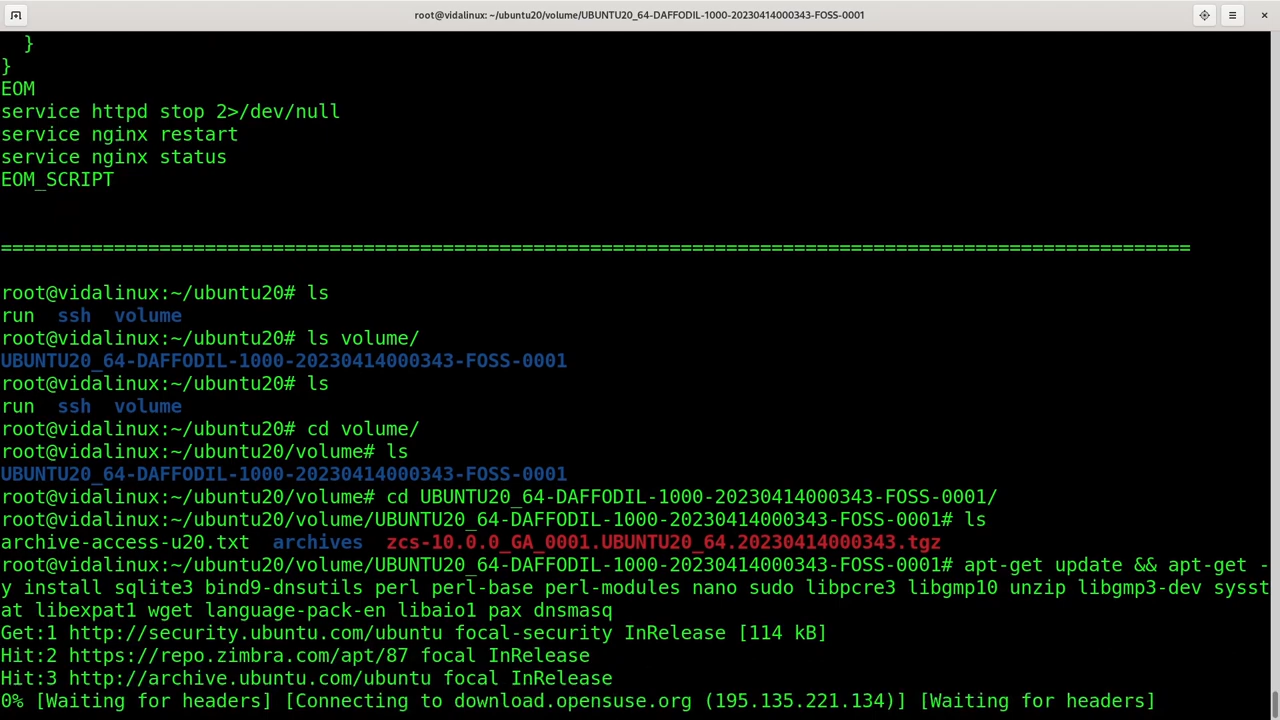 root@vidalinux: ~/ubuntu20/volume/UBUNTU20_64-DAFFODIL-1000-20230414000343-FOSS-0001
  }
}
EOM
service httpd stop 2>/dev/null
service nginx restart
service nginx status
EOM_SCRIPT
=========================================================================================================
root@vidalinux:~/ubuntu20# ls
run  ssh  volume
root@vidalinux:~/ubuntu20# ls volume/
UBUNTU20_64-DAFFODIL-1000-20230414000343-FOSS-0001
root@vidalinux:~/ubuntu20# ls
run  ssh  volume
root@vidalinux:~/ubuntu20# cd volume/
root@vidalinux:~/ubuntu20/volume# ls
UBUNTU20_64-DAFFODIL-1000-20230414000343-FOSS-0001
root@vidalinux:~/ubuntu20/volume# cd UBUNTU20_64-DAFFODIL-1000-20230414000343-FOSS-0001/
root@vidalinux:~/ubuntu20/volume/UBUNTU20_64-DAFFODIL-1000-20230414000343-FOSS-0001# ls
archive-access-u20.txt  archives  zcs-10.0.0_GA_0001.UBUNTU20_64.20230414000343.tgz
root@vidalinux:~/ubuntu20/volume/UBUNTU20_64-DAFFODIL-1000-20230414000343-FOSS-0001# apt-get update && apt-get -
y install sqlite3 bind9-dnsutils perl perl-base perl-modules nano sudo libpcre3 libgmp10 unzip libgmp3-dev sysst
at libexpat1 wget language-pack-en libaio1 pax dnsmasq
Get:1 http://security.ubuntu.com/ubuntu focal-security InRelease [114 kB]
Hit:2 https://repo.zimbra.com/apt/87 focal InRelease
Hit:3 http://archive.ubuntu.com/ubuntu focal InRelease
0% [Waiting for headers] [Connecting to download.opensuse.org (195.135.221.134)] [Waiting for headers]